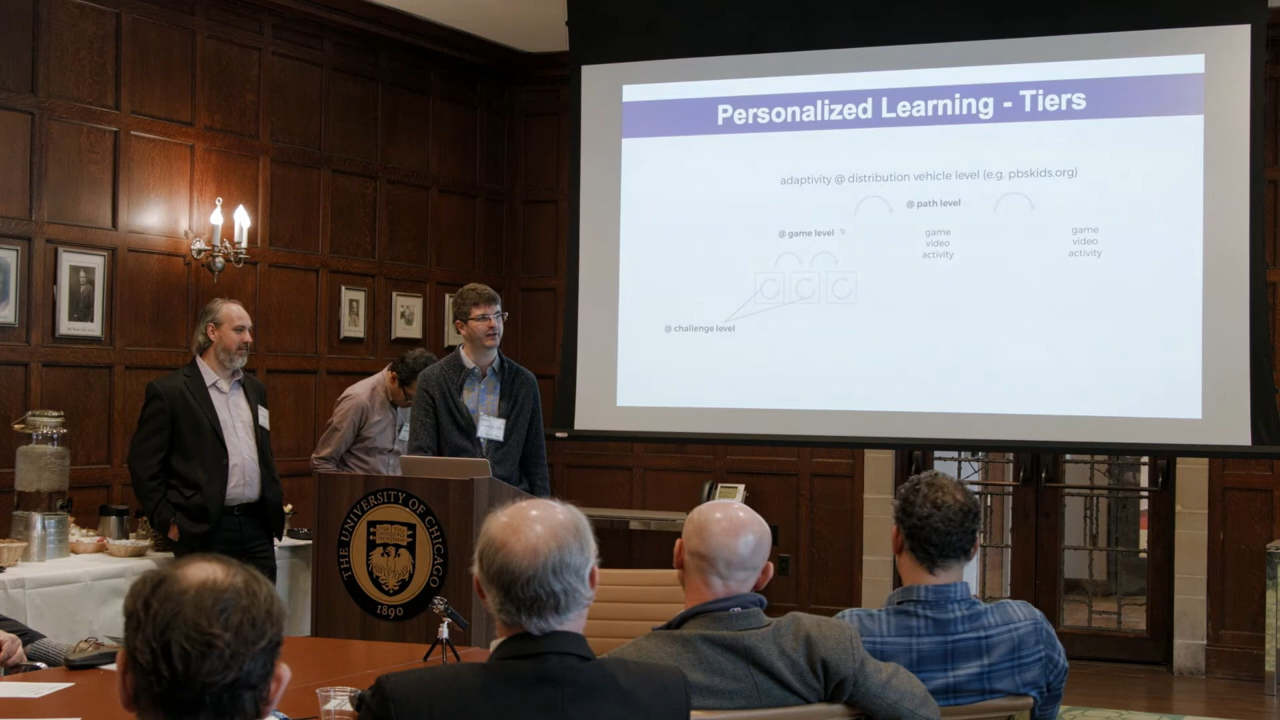 Personalized Learning - Tiers
adaptivity @ distribution vehicle level (e.g. pbskids.org)
@ path level
@ game level
game
video
activity
game
video
activity
@ challenge level
THE UNIVERSITY OF CHICAGO
1890